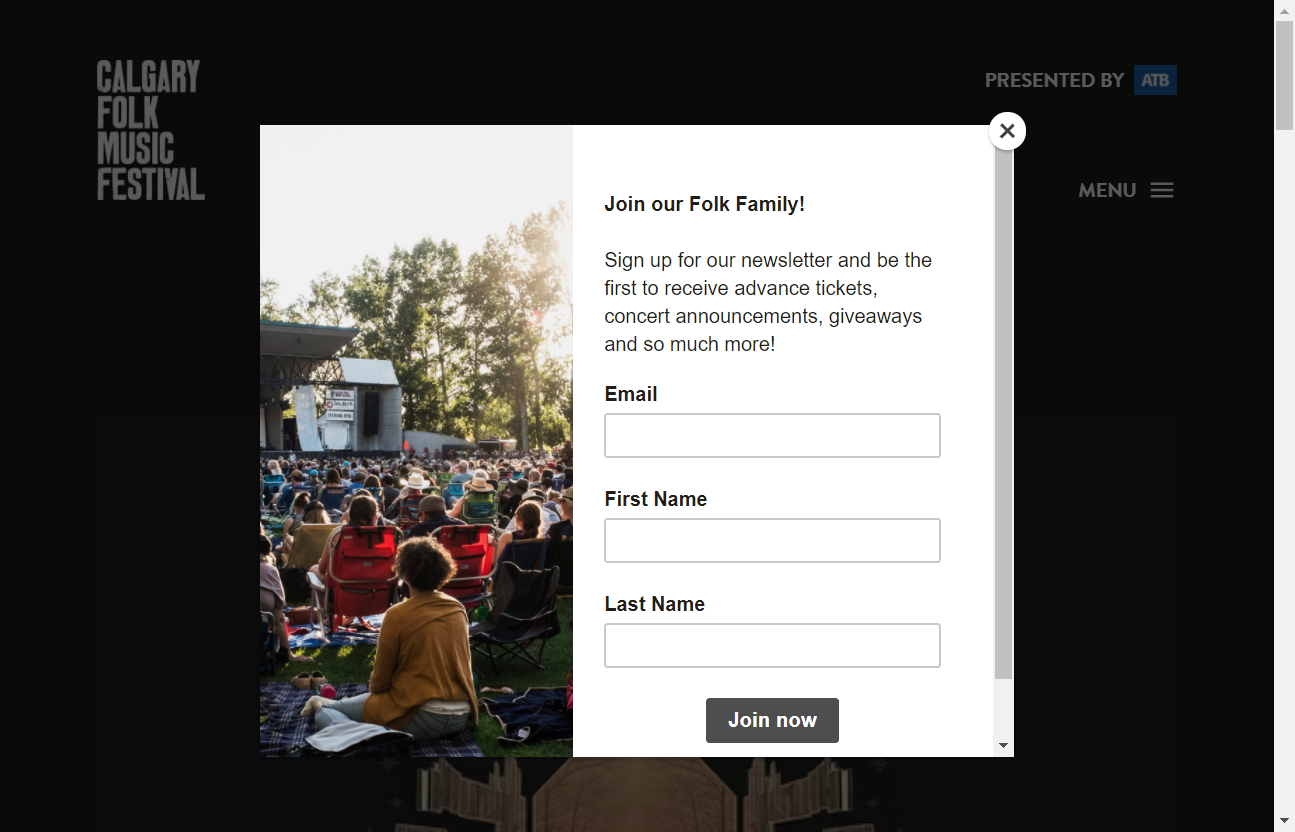 CALGARY
FOLK
MUSIC
FESTIVAL
PRESENTED BY ATB
MENU
Join our Folk Family!
Sign up for our newsletter and be the
first to receive advance tickets,
concert announcements, giveaways
and so much more!
Email
First Name
Last Name
Join now